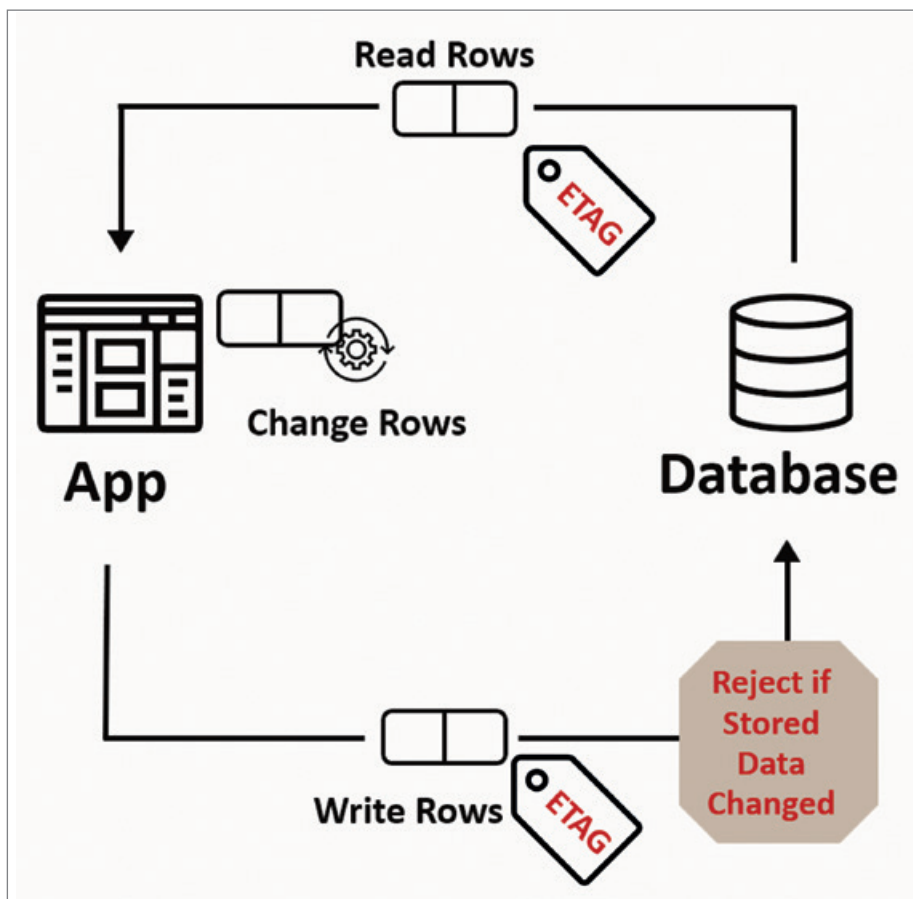 Read Rows
ETAG
Change Rows
App
Database
Reject if
Stored
Data
Changed
Write Rows
ETAG